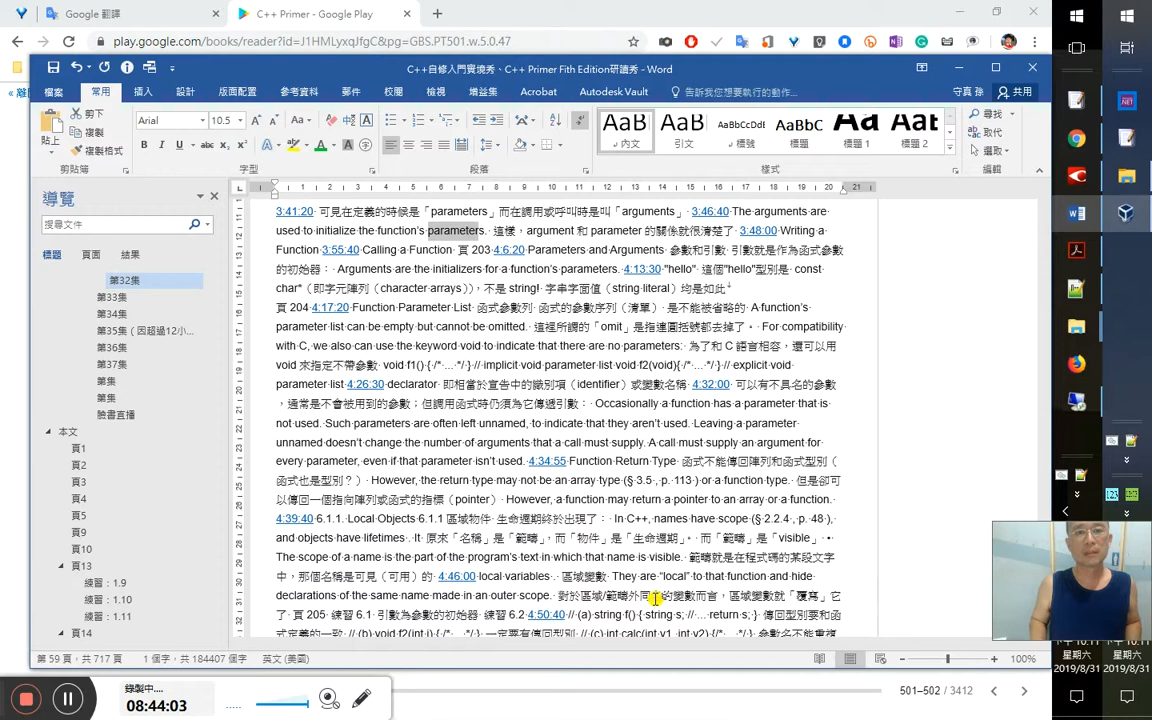 Google 翻譯
C++ Primer - Google Play
play.google.com/books/reader?id=J1HMLyxqJfgC&pg=GBS.PT501.w.5.0.47
C++自修入門實境秀、C++ Primer Fith Edition研讀秀 - Word
檔案 常用 插入 設計 版面配置 參考資料 郵件 校閱 檢視 增益集 Acrobat Autodesk Vault 告訴我您想要執行的動作... 守真 孫 共用
貼上
剪下
複製
複製格式
剪貼簿
Arial 10.5
字型
段落
AaB AaB AaBbCcDdE AaBbC AaB AaB
內文 引文 標號 標題 標題 1 標題 2
樣式
尋找
取代
選取
編輯
導覽
搜尋文件
標題 頁面 結果
第32集
第33集
第34集
第35集（因超過12小...
第36集
第37集
第集
第集
臉書直播
本文
頁1
頁2
頁3
頁4
頁5
頁10
頁13
練習：1.9
練習：1.10
練習：1.11
頁14
3:41:20 可見在定義的時候是「parameters」而在調用或呼叫時是叫「arguments」 3:46:40 The arguments are
used to initialize the function's parameters. 這樣，argument 和 parameter 的關係就很清楚了 3:48:00 Writing a
Function 3:55:40 Calling a Function 頁 203 4:6:20 Parameters and Arguments 參數和引數 引數就是作為函式參數
的初始器： Arguments are the initializers for a function's parameters. 4:13:30 "hello" 這個"hello"型別是 const
char*（即字元陣列（character arrays）），不是 string! 字串字面值（string literal）均是如此
頁 204 4:17:20 Function Parameter List 函式參數列 函式的參數序列（清單）是不能被省略的 A function's
parameter list can be empty but cannot be omitted. 這裡所謂的「omit」是指連圓括號都去掉了。 For compatibility
with C, we also can use the keyword void to indicate that there are no parameters: 為了和 C 語言相容，還可以用
void 來指定不帶參數 void f1() { /* ... */ } // implicit void parameter list void f2(void){ /* ... */ } // explicit void
parameter list 4:26:30 declarator 即相當於宣告中的識別項（identifier）或變數名稱 4:32:00 可以有不具名的參數
，通常是不會被用到的參數；但調用函式時仍須為它傳遞引數： Occasionally a function has a parameter that is
not used. Such parameters are often left unnamed, to indicate that they aren't used. Leaving a parameter
unnamed doesn't change the number of arguments that a call must supply. A call must supply an argument for
every parameter, even if that parameter isn't used. 4:34:55 Function Return Type 函式不能傳回陣列和函式型別（
函式也是型別？） However, the return type may not be an array type (§ 3.5, p. 113) or a function type. 但是卻可
以傳回一個指向陣列或函式的指標（pointer） However, a function may return a pointer to an array or a function.
4:39:40 6.1.1. Local Objects 6.1.1 區域物件 生命週期終於出現了： In C++, names have scope (§ 2.2.4, p. 48),
and objects have lifetimes . It 原來「名稱」是「範疇」，而「物件」是「生命週期」。而「範疇」是「visible」。 •
The scope of a name is the part of the program's text in which that name is visible. 範疇就是在程式碼的某段文字
中，那個名稱是可見（可用）的 4:46:00 local variables . 區域變數 They are “local” to that function and hide
declarations of the same name made in an outer scope. 對於區域/範疇外同名的變數而言，區域變數就「覆寫」它
了 頁 205 練習 6.1 引數為參數的初始器 練習 6.2 4:50:40 // (a) string f() { string s; // ... return s; } 傳回型別要和函
式定義的一致 // (b) void f2(int i) { /* ... */ } 一定要有傳回型別 // (c) int calc(int v1, int v2) { /* ... */ } 參數名不能重複
第 59 頁，共 717 頁 1 個字，共 184407 個字 英文 (美國) 100%
錄製中....
08:44:03
501–502 / 3412
星期六 星期六
2019/8/31 2019/8/31